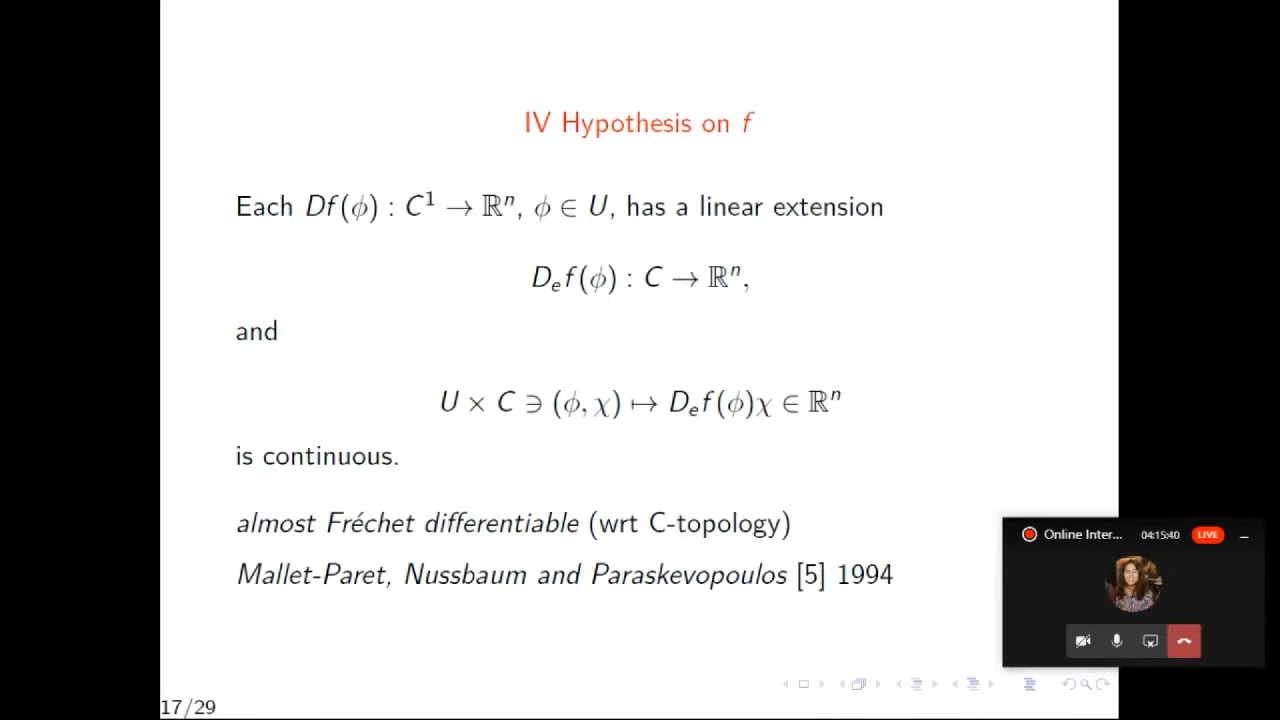 IV Hypothesis on f
Each Df(ϕ) : C¹ → ℝⁿ, ϕ ∈ U, has a linear extension
Dₑf(ϕ) : C → ℝⁿ,
and
U × C ∋ (ϕ, χ) ↦ Dₑf(ϕ)χ ∈ ℝⁿ
is continuous.
almost Fréchet differentiable (wrt C-topology)
Online Inter... 04:15:40 LIVE
Mallet-Paret, Nussbaum and Paraskevopoulos [5] 1994
17/29